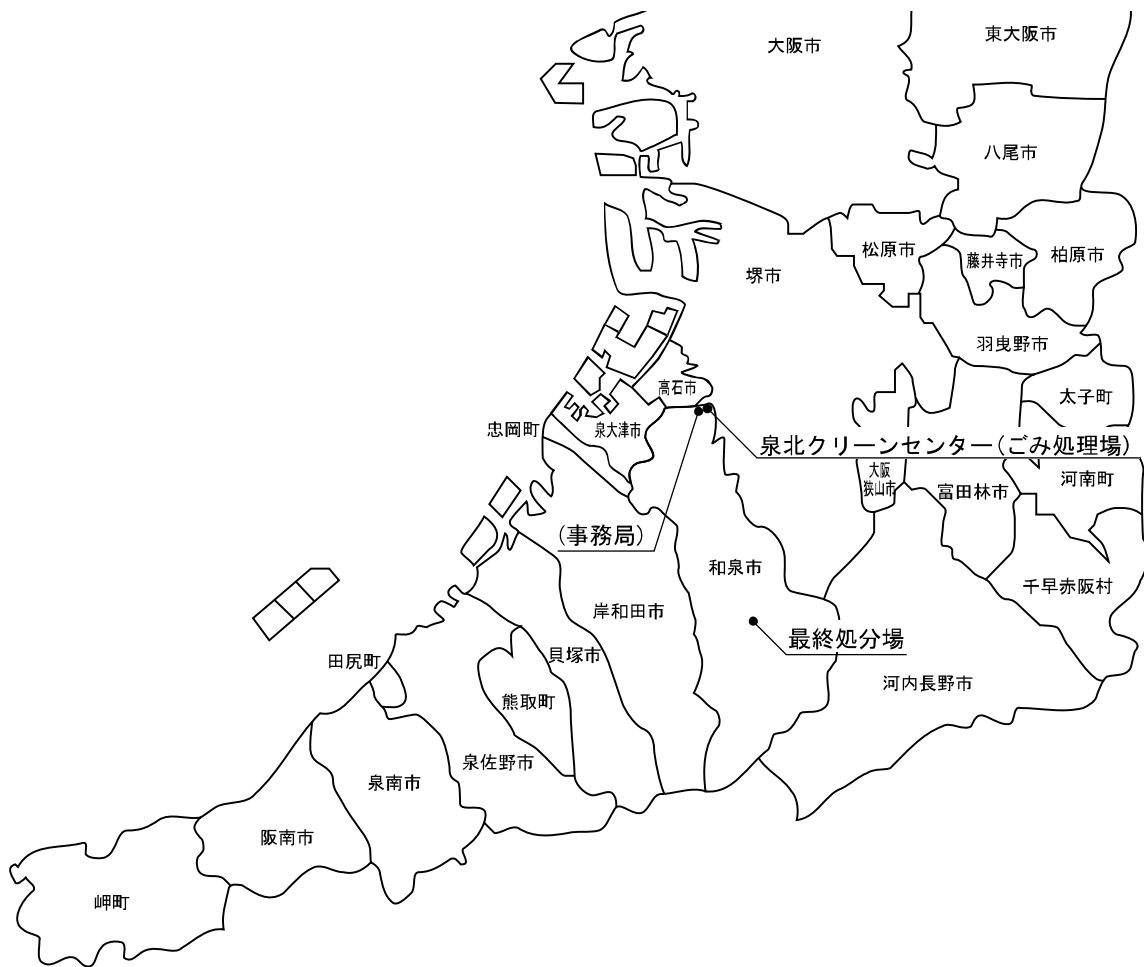 大阪市
東大阪市
八尾市
松原市
藤井寺市
柏原市
堺市
羽曳野市
高石市
太子町
忠岡町
泉大津市
泉北クリーンセンター(ごみ処理場)
大阪
狭山市
富田林市
河南町
(事務局)
和泉市
千早赤阪村
岸和田市
最終処分場
貝塚市
田尻町
河内長野市
熊取町
泉佐野市
泉南市
阪南市
岬町